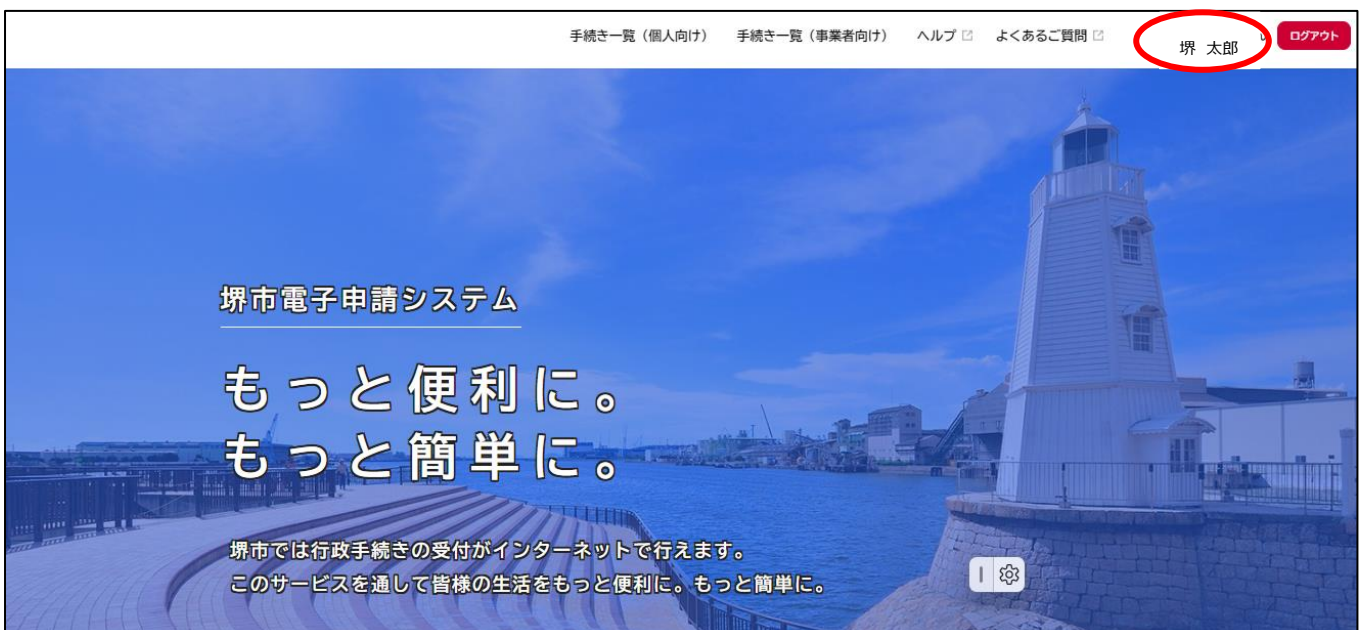 手続き一覧（個人向け） 手続き一覧（事業者向け） ヘルプ よくあるご質問 堺 太郎 ログアウト
堺市電子申請システム
もっと便利に。
もっと簡単に。
堺市では行政手続きの受付がインターネットで行えます。
このサービスを通して皆様の生活をもっと便利に。もっと簡単に。